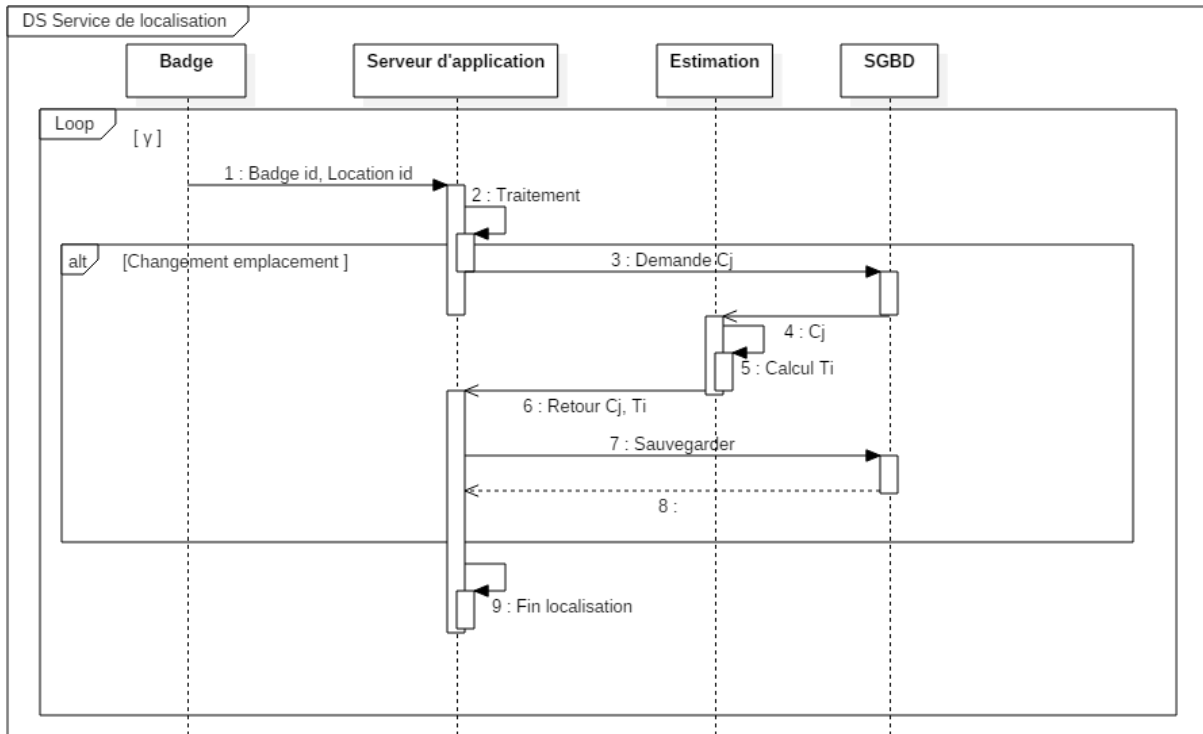 DS Service de localisation
Badge
Serveur d'application
Estimation
SGBD
Loop
[ y ]
1 : Badge id, Location id
2 : Traitement
alt
[Changement emplacement ]
3 : Demande Cj
4 : Cj
5 : Calcul Ti
6 : Retour Cj, Ti
7 : Sauvegarder
8 :
9 : Fin localisation